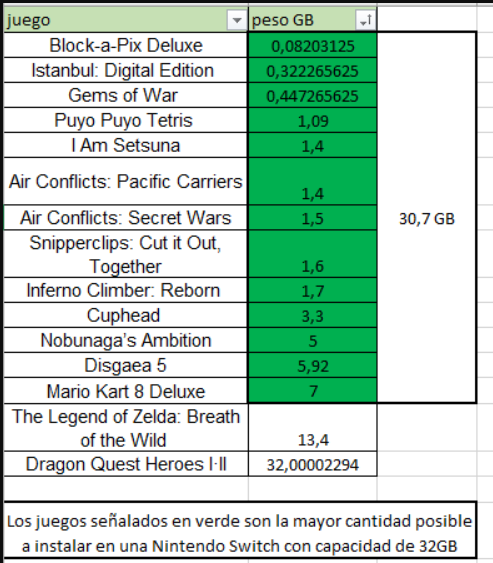 juego peso GB
Block-a-Pix Deluxe 0,08203125
Istanbul: Digital Edition 0,322265625
Gems of War 0,447265625
Puyo Puyo Tetris 1,09
I Am Setsuna 1,4
Air Conflicts: Pacific Carriers 1,4
Air Conflicts: Secret Wars 1,5 30,7 GB
Snipperclips: Cut it Out,
Together 1,6
Inferno Climber: Reborn 1,7
Cuphead 3,3
Nobunaga's Ambition 5
Disgaea 5 5,92
Mario Kart 8 Deluxe 7
The Legend of Zelda: Breath
of the Wild 13,4
Dragon Quest Heroes I·II 32,00002294
Los juegos señalados en verde son la mayor cantidad posible
a instalar en una Nintendo Switch con capacidad de 32GB